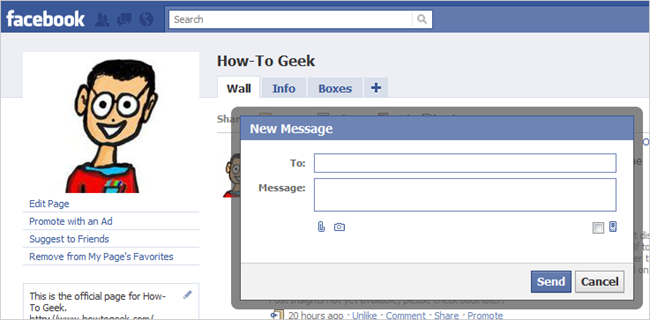 facebook
Search
How-To Geek
Wall Info Boxes +
New Message
To:
Message:
Send Cancel
Edit Page
Promote with an Ad
Suggest to Friends
Remove from My Page's Favorites
This is the official page for How-
To Geek.
http://www.howtogeek.com/
20 hours ago · Unlike · Comment · Share · Promote